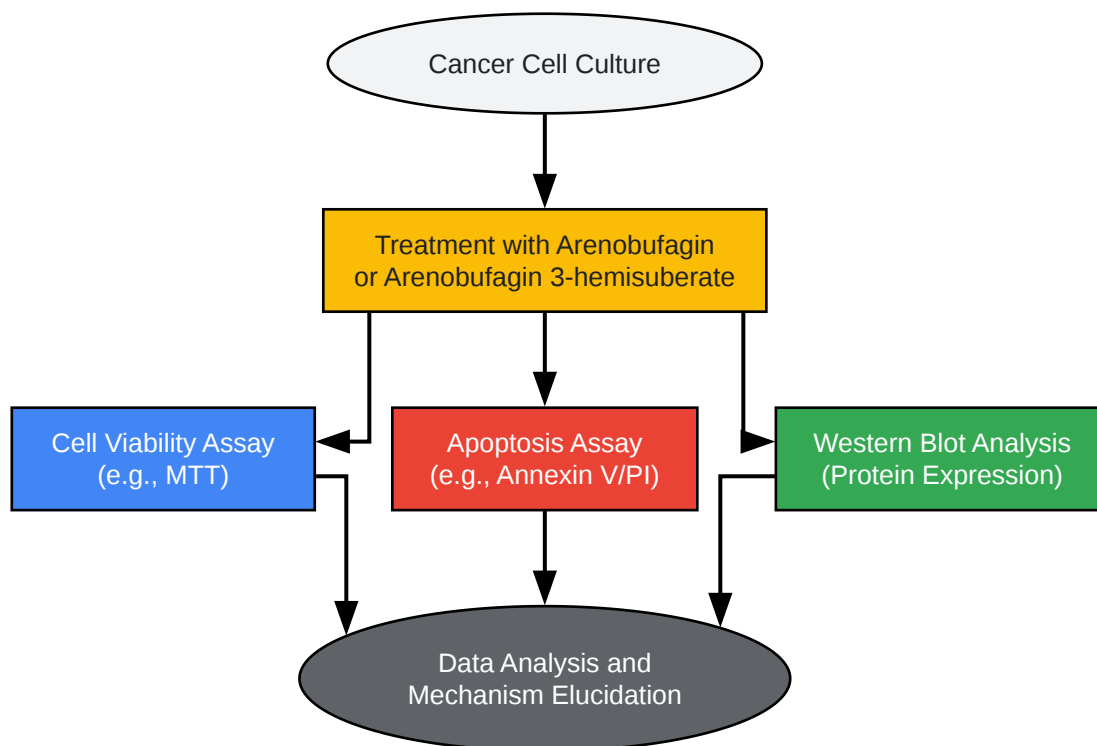 Cancer Cell Culture
Treatment with Arenobufagin
or Arenobufagin 3-hemisuberate
Cell Viability Assay
(e.g., MTT)
Apoptosis Assay
(e.g., Annexin V/PI)
Western Blot Analysis
(Protein Expression)
Data Analysis and
Mechanism Elucidation